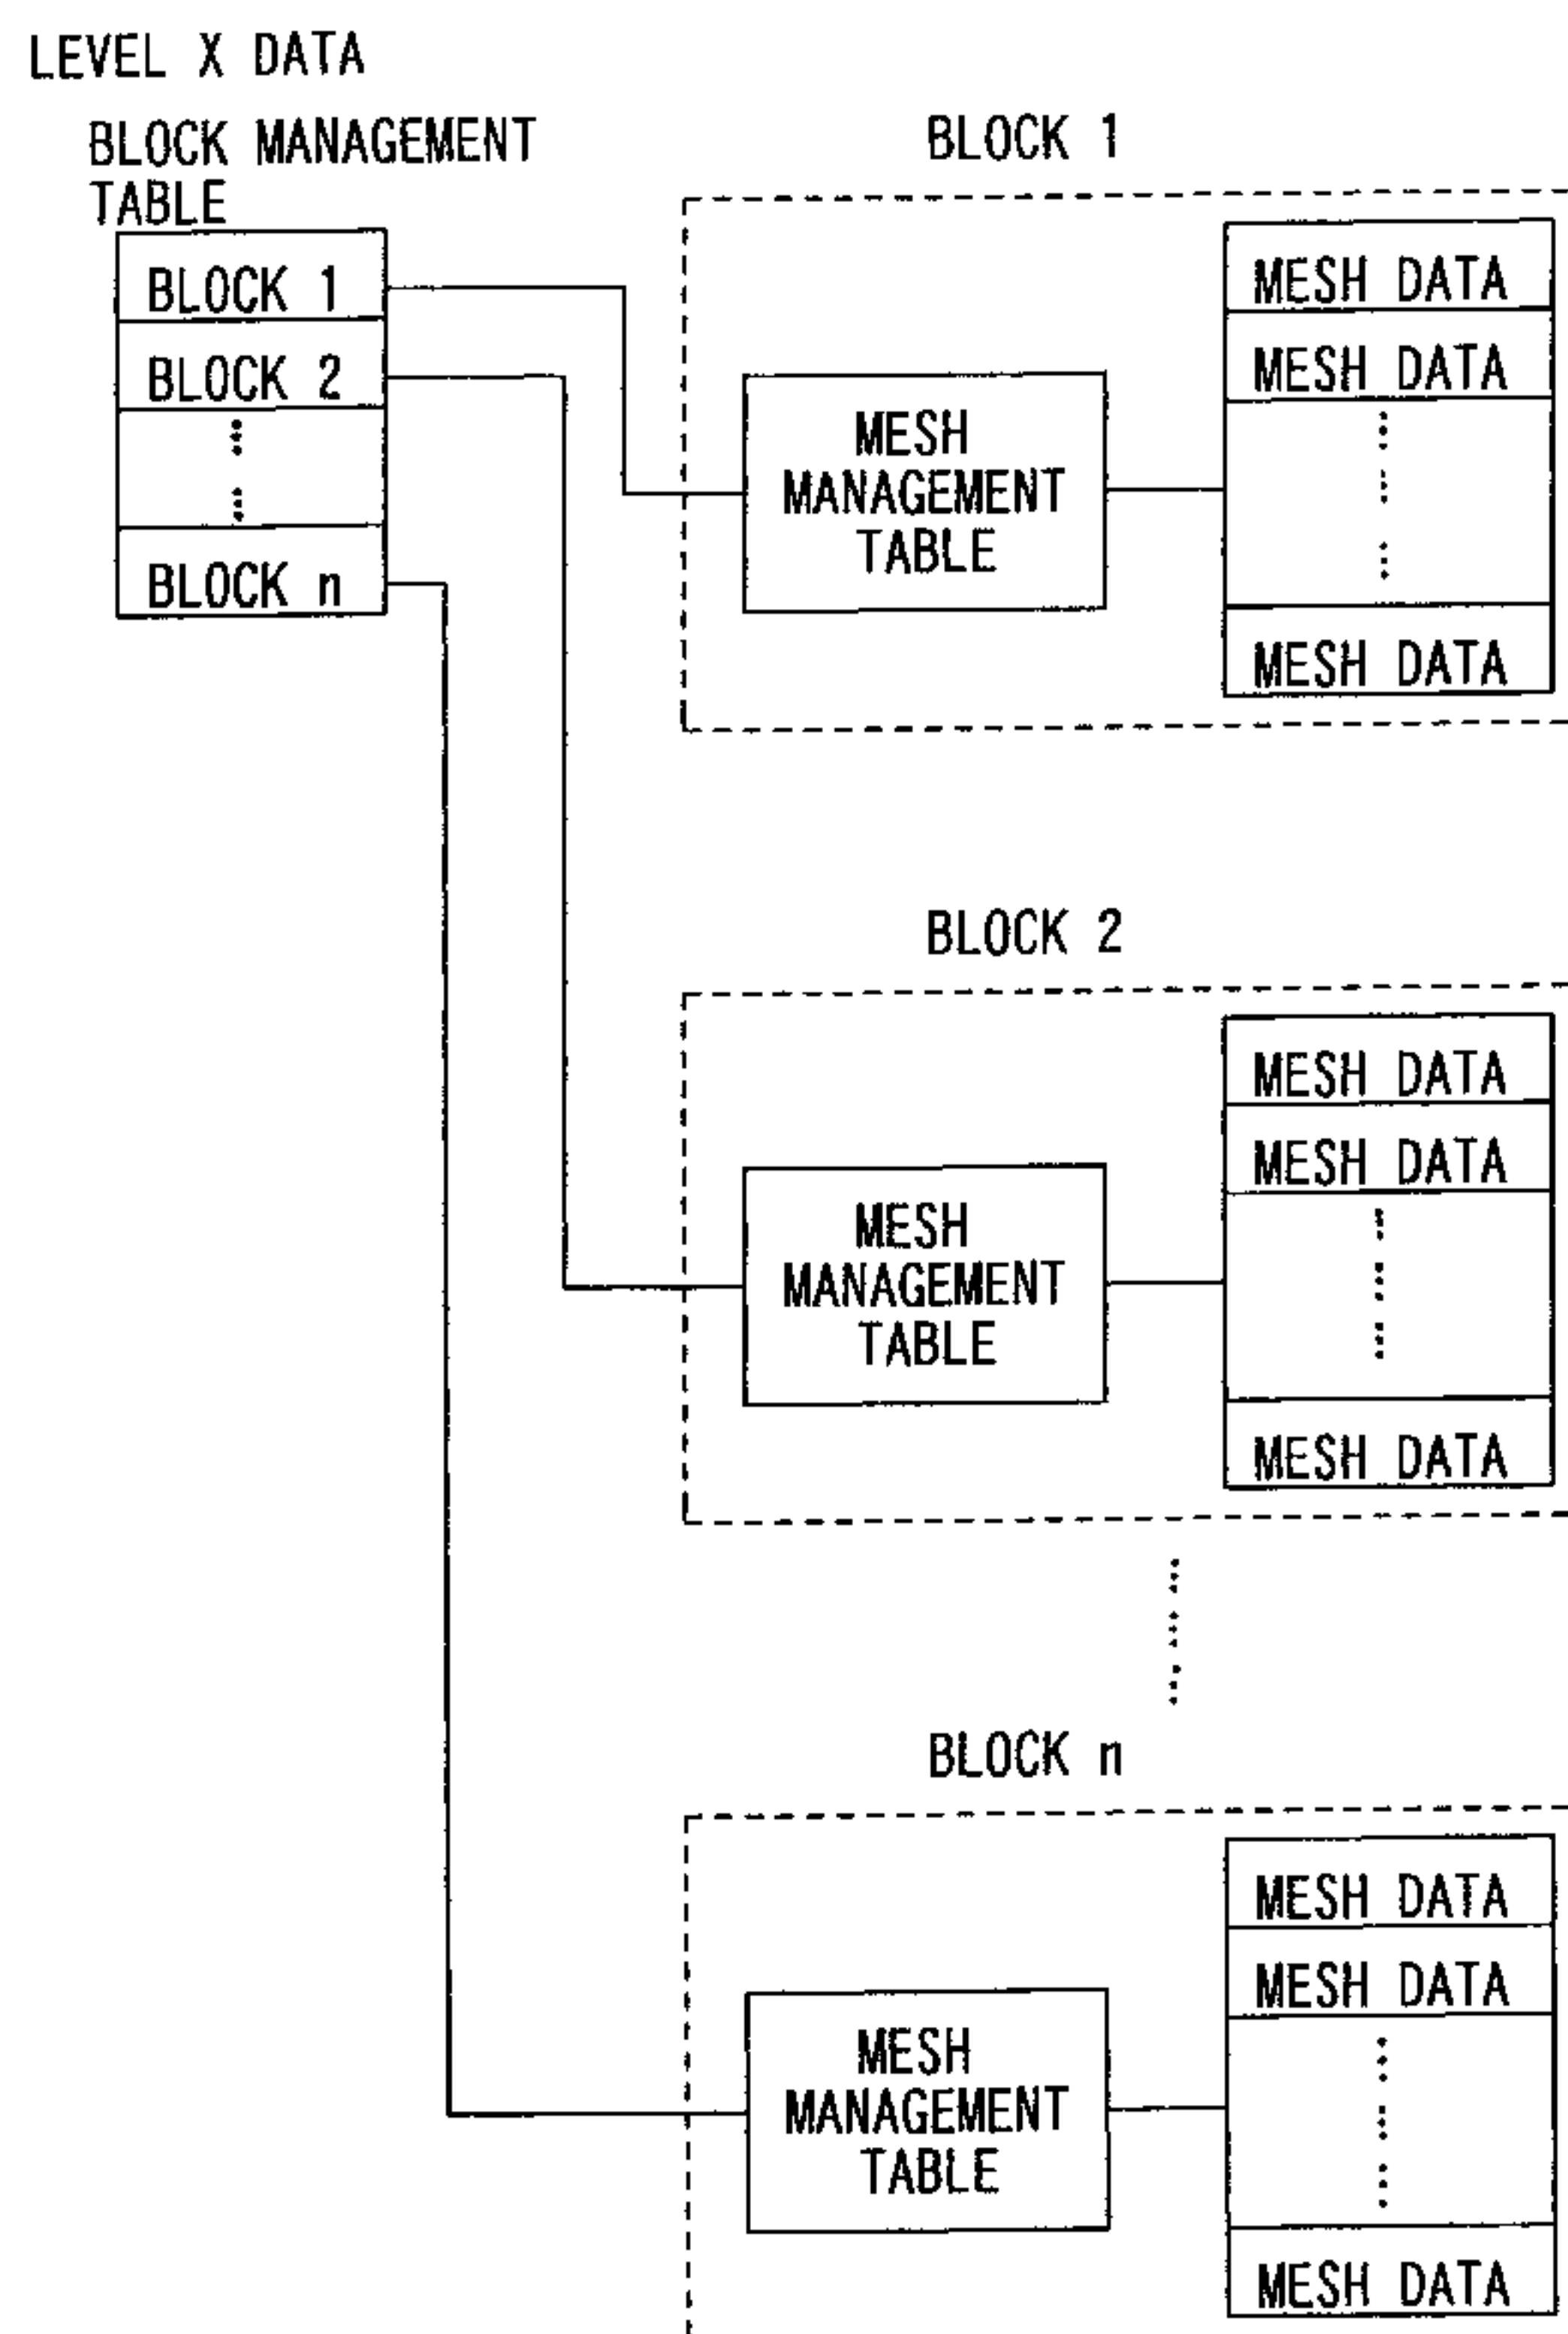 LEVEL X DATA
BLOCK MANAGEMENT
TABLE
BLOCK 1
BLOCK 2
BLOCK n
BLOCK 1
MESH
MANAGEMENT
TABLE
MESH DATA
MESH DATA
MESH DATA
BLOCK 2
MESH
MANAGEMENT
TABLE
MESH DATA
MESH DATA
MESH DATA
BLOCK n
MESH
MANAGEMENT
TABLE
MESH DATA
MESH DATA
MESH DATA